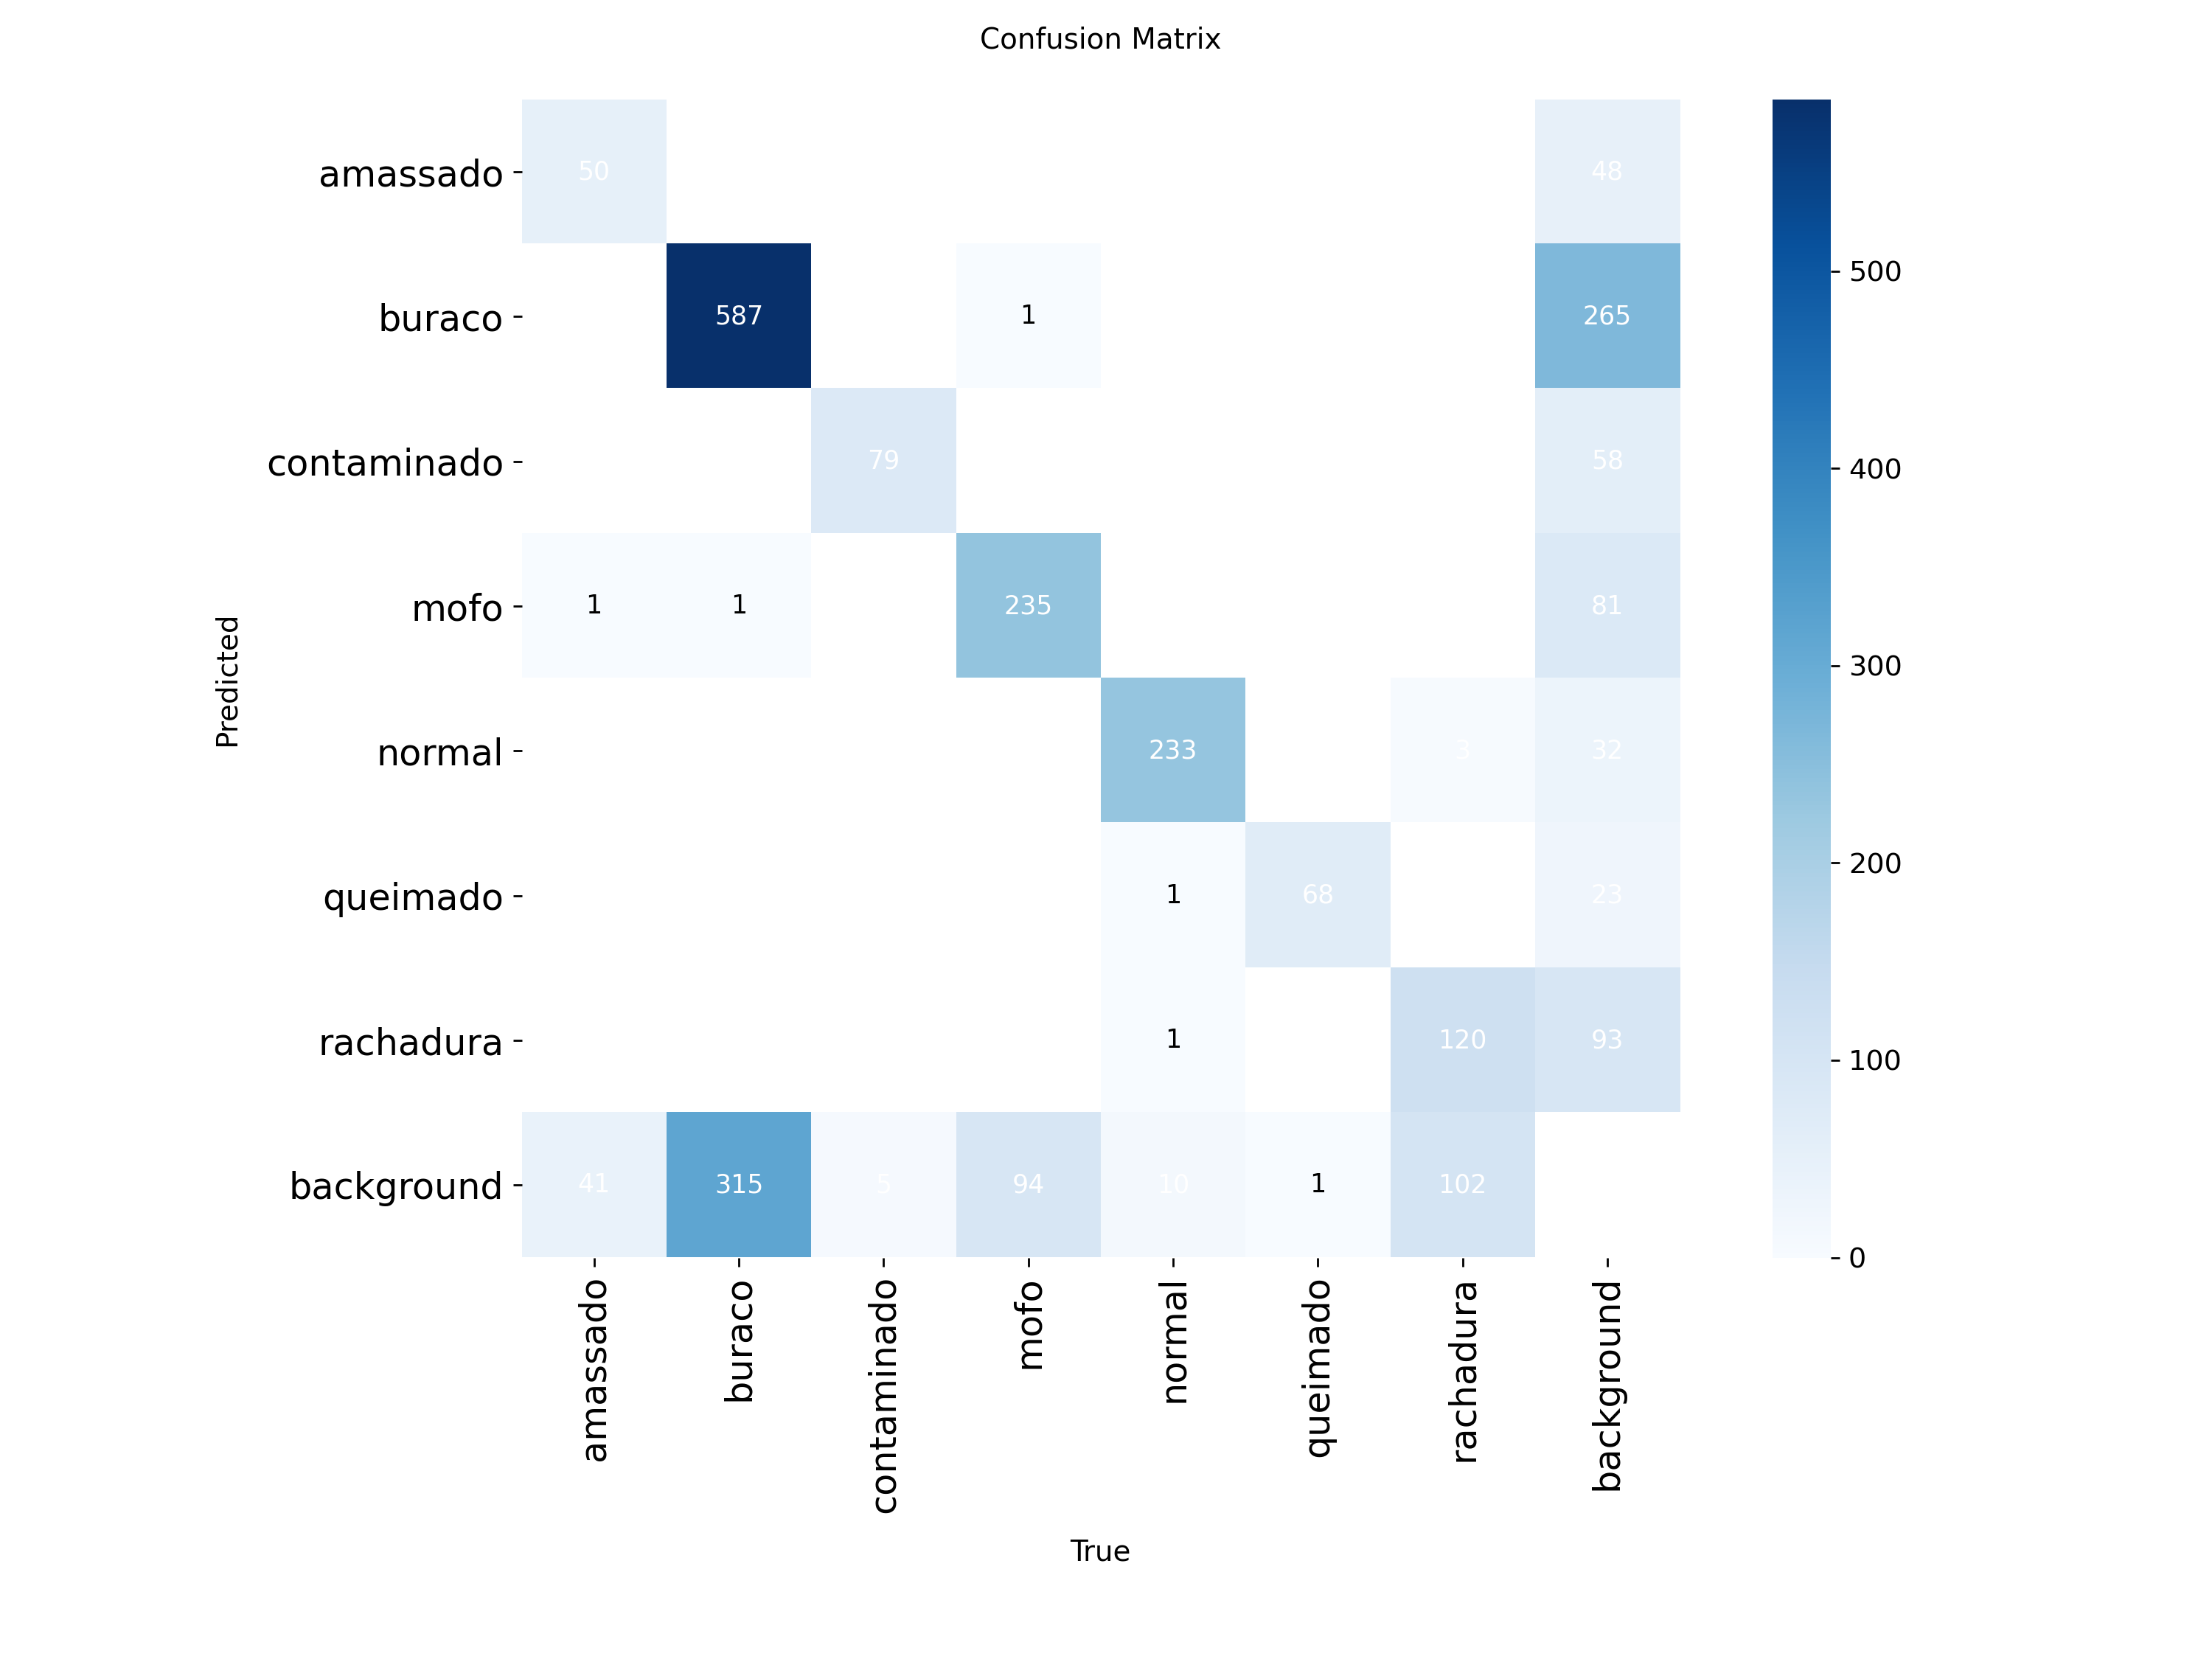 Confusion Matrix
amassado 50 48
buraco 587 1 265
contaminado 79 58
mofo 1 1 235 81
normal 233 3 32
queimado 1 68 23
rachadura 1 120 93
background 41 315 5 94 10 1 102
amassado buraco contaminado mofo normal queimado rachadura background
True
Predicted
500
400
300
200
100
0